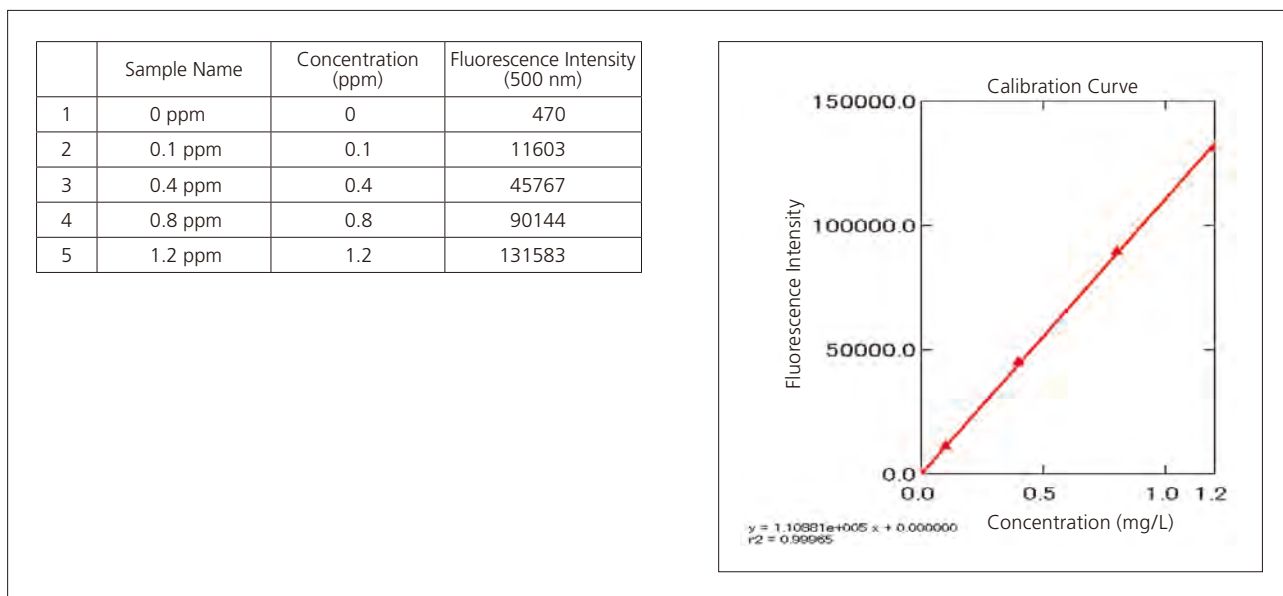 Sample Name Concentration (ppm) Fluorescence Intensity (500 nm)
1 0 ppm 0 470
2 0.1 ppm 0.1 11603
3 0.4 ppm 0.4 45767
4 0.8 ppm 0.8 90144
5 1.2 ppm 1.2 131583
Calibration Curve
150000.0
100000.0
50000.0
0.0
Fluorescence Intensity
0.0 0.5 1.0 1.2
Concentration (mg/L)
y = 1.10881e+005 x + 0.000000
r2 = 0.99965